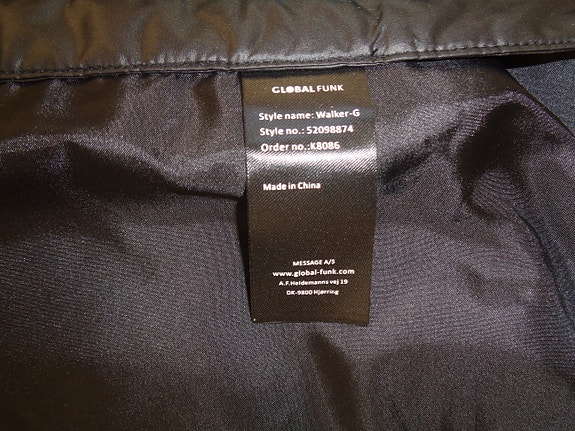 GLOBAL FUNK
Style name: Walker-G
Style no.: 52098874
Order no.:K8086
Made in China
MESSAGE A/S
www.global-funk.com
A.F.Heidemanns vej 19
DK-9800 Hjørring